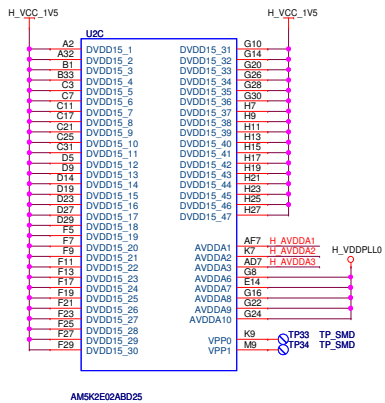 H_VCC_1V5 H_VCC_1V5
U2C
A2 DVDD15_1 DVDD15_31 G10
A32 DVDD15_2 DVDD15_32 G14
B1 DVDD15_3 DVDD15_33 G20
B33 DVDD15_4 DVDD15_34 G26
C3 DVDD15_5 DVDD15_35 G28
C7 DVDD15_6 DVDD15_36 G30
C11 DVDD15_7 DVDD15_37 H7
C17 DVDD15_8 DVDD15_38 H9
C21 DVDD15_9 DVDD15_39 H11
C25 DVDD15_10 DVDD15_40 H13
C31 DVDD15_11 DVDD15_41 H15
D5 DVDD15_12 DVDD15_42 H17
D9 DVDD15_13 DVDD15_43 H19
D14 DVDD15_14 DVDD15_44 H21
D19 DVDD15_15 DVDD15_45 H23
D23 DVDD15_16 DVDD15_46 H25
D27 DVDD15_17 DVDD15_47 H27
D29 DVDD15_18
F5 DVDD15_19
F7 DVDD15_20 AVDDA1 AF7 H_AVDDA1
F9 DVDD15_21 AVDDA2 K7 H_AVDDA2 H_VDDPLL0
F11 DVDD15_22 AVDDA3 AD7 H_AVDDA3
F13 DVDD15_23 AVDDA6 G8
F17 DVDD15_24 AVDDA7 E14
F19 DVDD15_25 AVDDA8 G16
F21 DVDD15_26 AVDDA9 G22
F23 DVDD15_27 AVDDA10 G24
F25 DVDD15_28
F27 DVDD15_29 VPP0 K9 TP33 TP_SMD
F29 DVDD15_30 VPP1 M9 TP34 TP_SMD
AM5K2E02ABD25